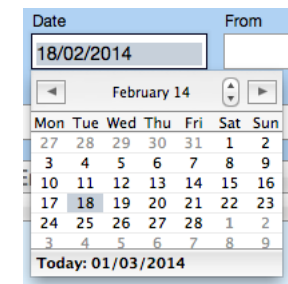 Date From
18/02/2014
February 14
Mon Tue Wed Thu Fri Sat Sun
27 28 29 30 31 1 2
3 4 5 6 7 8 9
10 11 12 13 14 15 16
17 18 19 20 21 22 23
24 25 26 27 28 1 2
3 4 5 6 7 8 9
Today: 01/03/2014